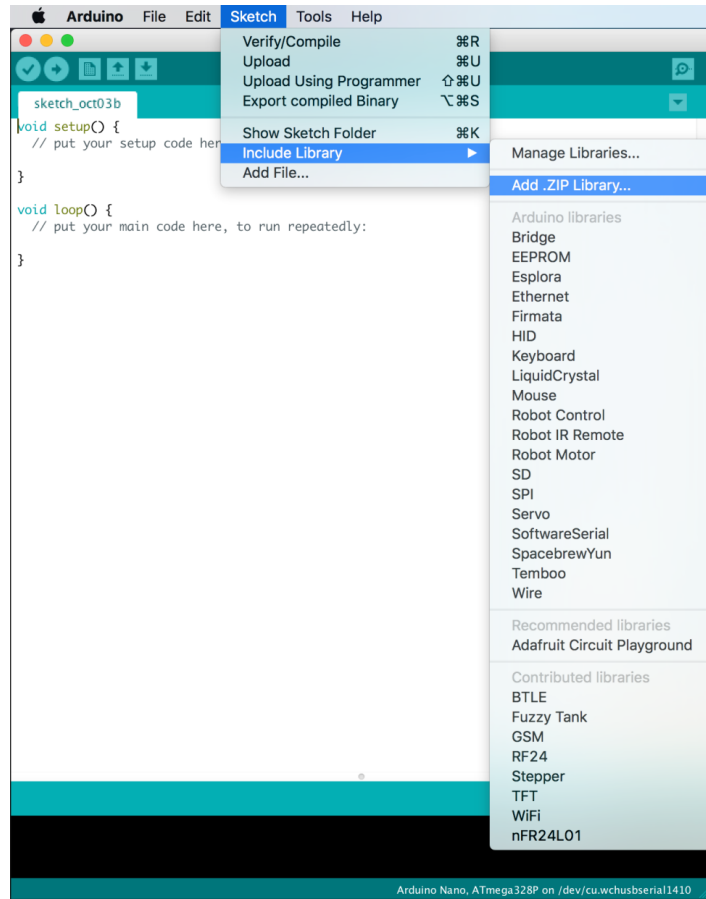 Arduino File Edit Sketch Tools Help
Verify/Compile ⌘R
Upload ⌘U
Upload Using Programmer ⇧⌘U
Export compiled Binary ⌥⌘S
Show Sketch Folder ⌘K
Include Library ▶
Add File...
sketch_oct03b
void setup() {
// put your setup code her
}
void loop() {
// put your main code here, to run repeatedly:
}
Manage Libraries...
Add .ZIP Library...
Arduino libraries
Bridge
EEPROM
Esplora
Ethernet
Firmata
HID
Keyboard
LiquidCrystal
Mouse
Robot Control
Robot IR Remote
Robot Motor
SD
SPI
Servo
SoftwareSerial
SpacebrewYun
Temboo
Wire
Recommended libraries
Adafruit Circuit Playground
Contributed libraries
BTLE
Fuzzy Tank
GSM
RF24
Stepper
TFT
WiFi
nFR24L01
Arduino Nano, ATmega328P on /dev/cu.wchusbserial1410